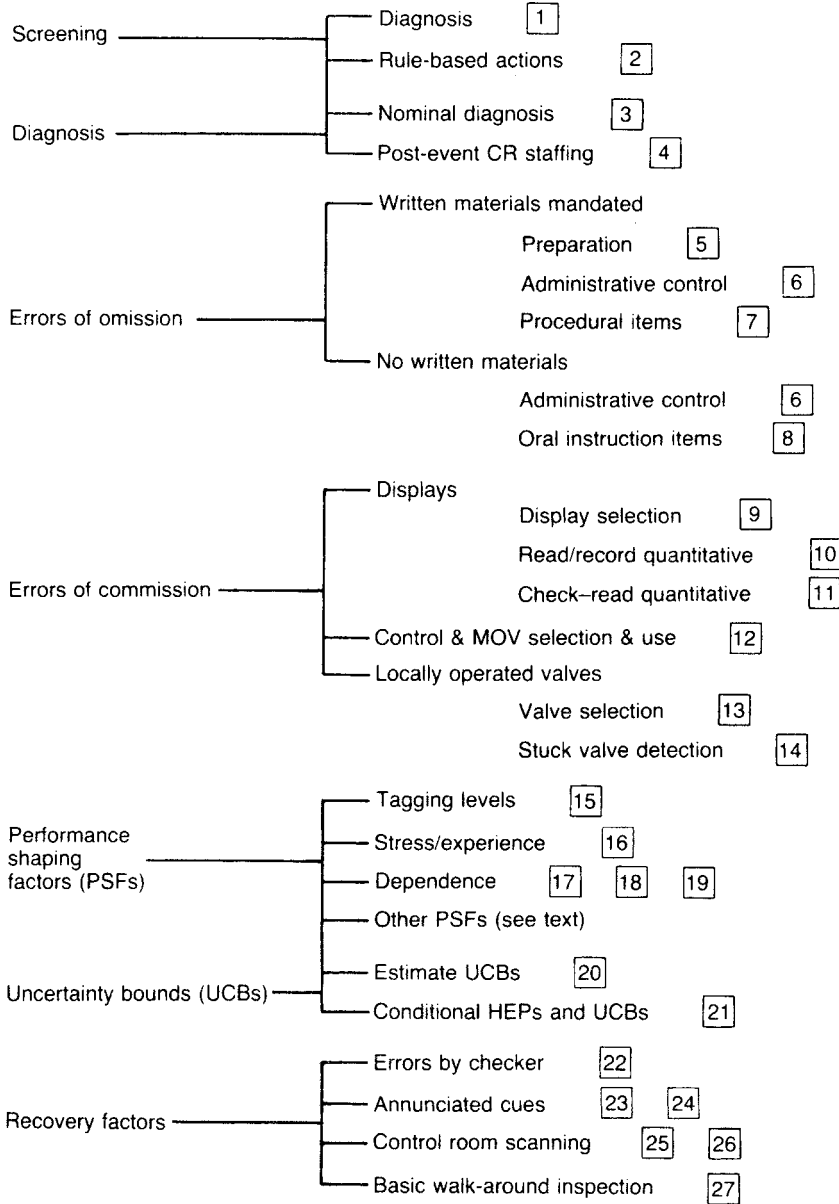 Screening
Diagnosis 1
Rule-based actions 2
Diagnosis
Nominal diagnosis 3
Post-event CR staffing 4
Errors of omission
Written materials mandated
Preparation 5
Administrative control 6
Procedural items 7
No written materials
Administrative control 6
Oral instruction items 8
Errors of commission
Displays
Display selection 9
Read/record quantitative 10
Check–read quantitative 11
Control & MOV selection & use 12
Locally operated valves
Valve selection 13
Stuck valve detection 14
Performance
shaping
factors (PSFs)
Tagging levels 15
Stress/experience 16
Dependence 17 18 19
Other PSFs (see text)
Uncertainty bounds (UCBs)
Estimate UCBs 20
Conditional HEPs and UCBs 21
Recovery factors
Errors by checker 22
Annunciated cues 23 24
Control room scanning 25 26
Basic walk-around inspection 27